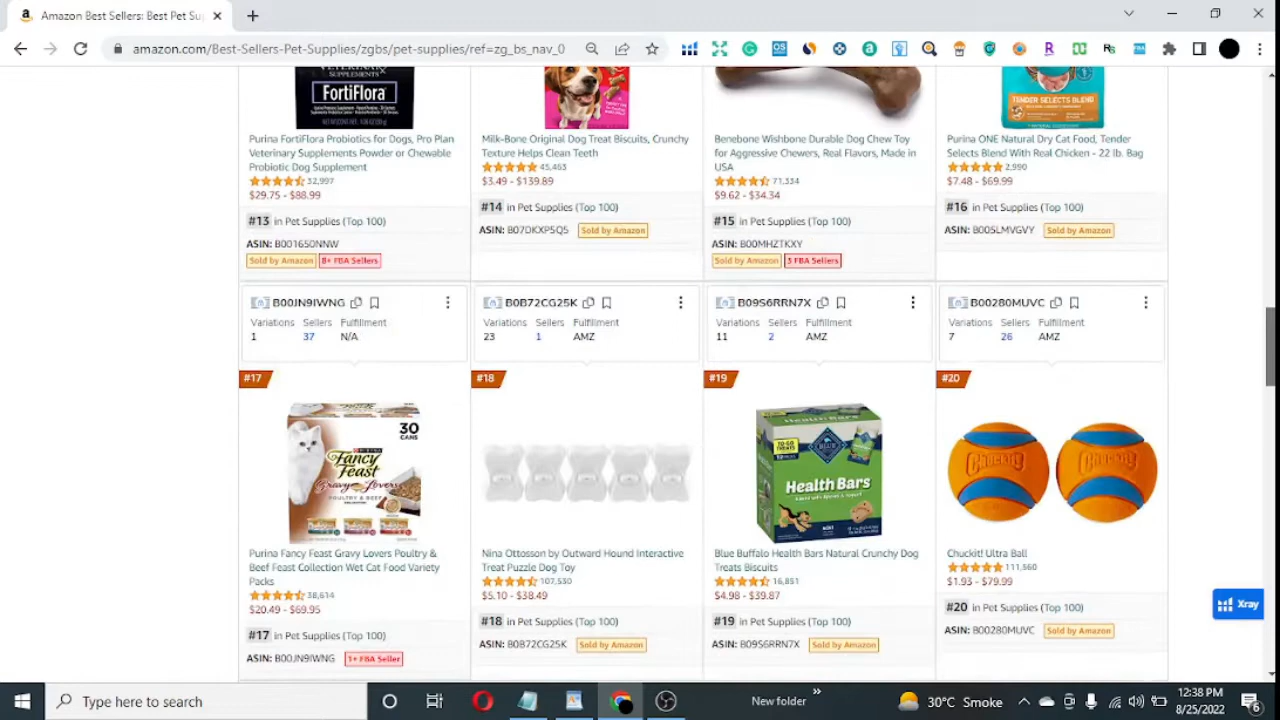 Amazon Best Sellers: Best Pet Su
amazon.com/Best-Sellers-Pet-Supplies/zgbs/pet-supplies/ref=zg_bs_nav_0
VETERINARY
SUPPLEMENTS
FortiFlora
TENDER SELECTS BLEND
Purina FortiFlora Probiotics for Dogs, Pro Plan
Veterinary Supplements Powder or Chewable
Probiotic Dog Supplement
32,997
$29.75 - $88.99
#13 in Pet Supplies (Top 100)
ASIN: B001650NNW
Sold by Amazon 8+ FBA Sellers
Milk-Bone Original Dog Treat Biscuits, Crunchy
Texture Helps Clean Teeth
45,463
$3.49 - $139.89
#14 in Pet Supplies (Top 100)
ASIN: B07DKXP5Q5 Sold by Amazon
Benebone Wishbone Durable Dog Chew Toy
for Aggressive Chewers, Real Flavors, Made in
USA
71,334
$9.62 - $34.34
#15 in Pet Supplies (Top 100)
ASIN: B00MHZTKXY
Sold by Amazon 3 FBA Sellers
Purina ONE Natural Dry Cat Food, Tender
Selects Blend With Real Chicken - 22 lb. Bag
2,990
$7.48 - $69.99
#16 in Pet Supplies (Top 100)
ASIN: B005LMVGVY Sold by Amazon
B00JN9IWNG
Variations Sellers Fulfillment
1 37 N/A
B0B72CG25K
Variations Sellers Fulfillment
23 1 AMZ
B09S6RRN7X
Variations Sellers Fulfillment
11 2 AMZ
B00280MUVC
Variations Sellers Fulfillment
7 26 AMZ
#17
30
CANS
Fancy
Feast
Gravy Lovers
POULTRY & BEEF
Purina Fancy Feast Gravy Lovers Poultry &
Beef Feast Collection Wet Cat Food Variety
Packs
38,614
$20.49 - $69.95
#17 in Pet Supplies (Top 100)
ASIN: B00JN9IWNG 1+ FBA Seller
#18
Nina Ottosson by Outward Hound Interactive
Treat Puzzle Dog Toy
107,530
$5.10 - $38.49
#18 in Pet Supplies (Top 100)
ASIN: B0B72CG25K Sold by Amazon
#19
Health Bars
BLUE
Health Bars
Blue Buffalo Health Bars Natural Crunchy Dog
Treats Biscuits
16,851
$4.98 - $39.87
#19 in Pet Supplies (Top 100)
ASIN: B09S6RRN7X Sold by Amazon
#20
Chuckit!
Chuckit!
Chuckit! Ultra Ball
111,560
$1.93 - $79.99
#20 in Pet Supplies (Top 100)
ASIN: B00280MUVC Sold by Amazon
Xray
Type here to search
New folder
30°C Smoke
12:38 PM
8/25/2022
6